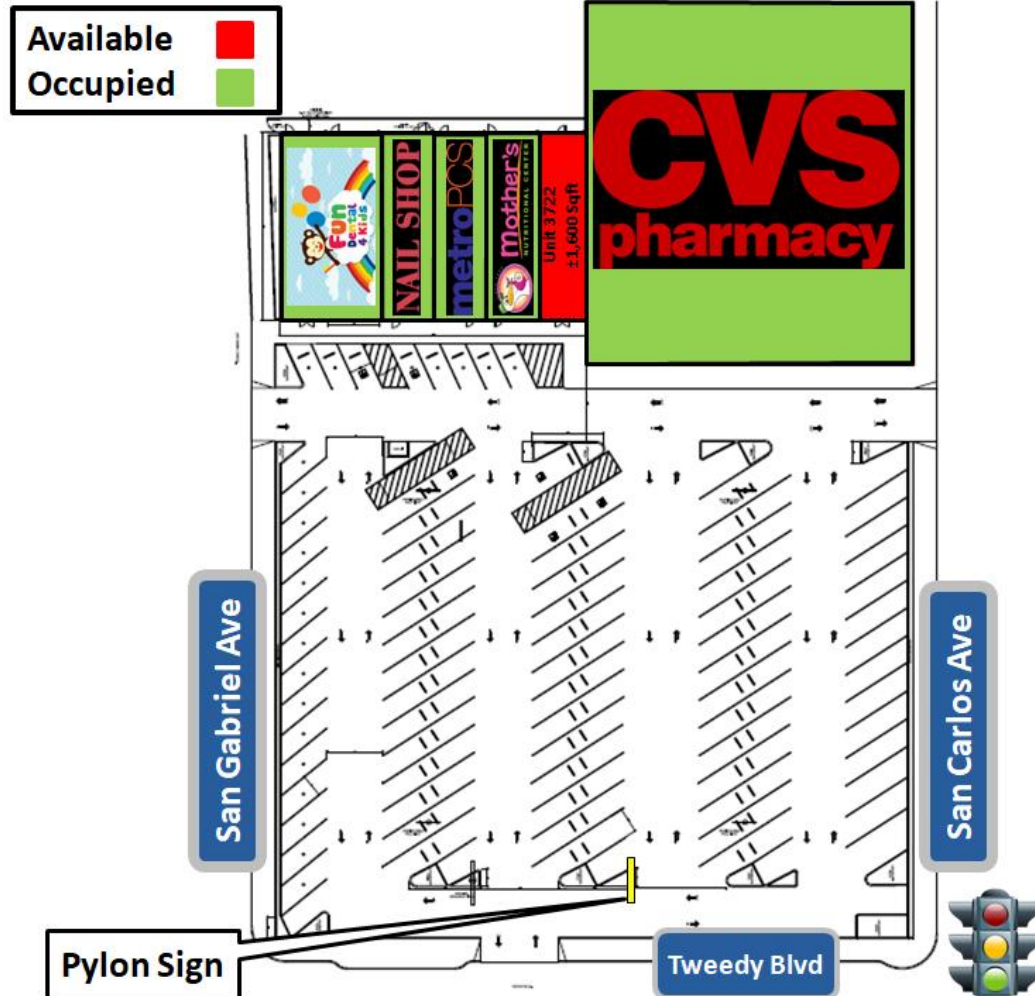 Available
Occupied
CVS
pharmacy
Fun
Dental
4 Kids
NAIL SHOP
metroPCS
Mother's
NUTRITIONAL CENTER
Unit 3722
±1,600 Sqft
San Gabriel Ave
San Carlos Ave
Pylon Sign
Tweedy Blvd